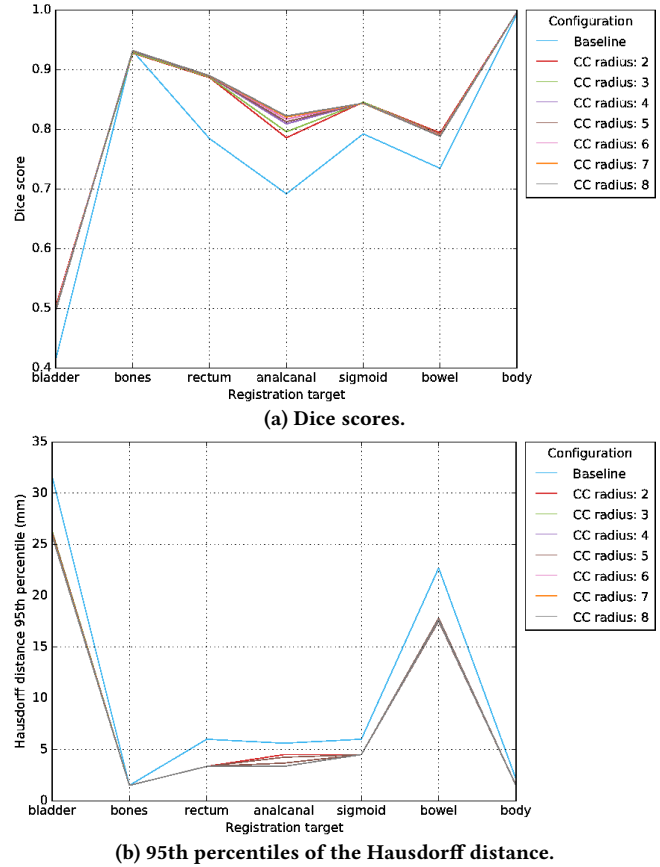 1.0
0.9
0.8
0.7
0.6
0.5
0.4
Dice score
bladder bones rectum analcanal sigmoid bowel body
Registration target
Configuration
Baseline
CC radius: 2
CC radius: 3
CC radius: 4
CC radius: 5
CC radius: 6
CC radius: 7
CC radius: 8
(a) Dice scores.
35
30
25
20
15
10
5
0
Hausdorff distance 95th percentile (mm)
bladder bones rectum analcanal sigmoid bowel body
Registration target
Configuration
Baseline
CC radius: 2
CC radius: 3
CC radius: 4
CC radius: 5
CC radius: 6
CC radius: 7
CC radius: 8
(b) 95th percentiles of the Hausdorff distance.